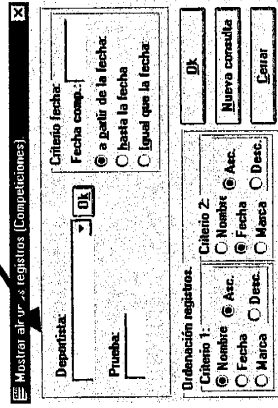 Mostrar registros (Competiciones)
Deportista:
Ok
Prueba:
Criterio fecha:
Fecha comp.:
a partir de la fecha:
hasta la fecha
Igual que la fecha:
Ordenación registros.
Criterio 1:
Nombre
Asc.
Fecha
Desc.
Marca
Criterio 2:
Nombre
Asc.
Fecha
Desc.
Marca
Ok
Nueva consulta
Cerrar